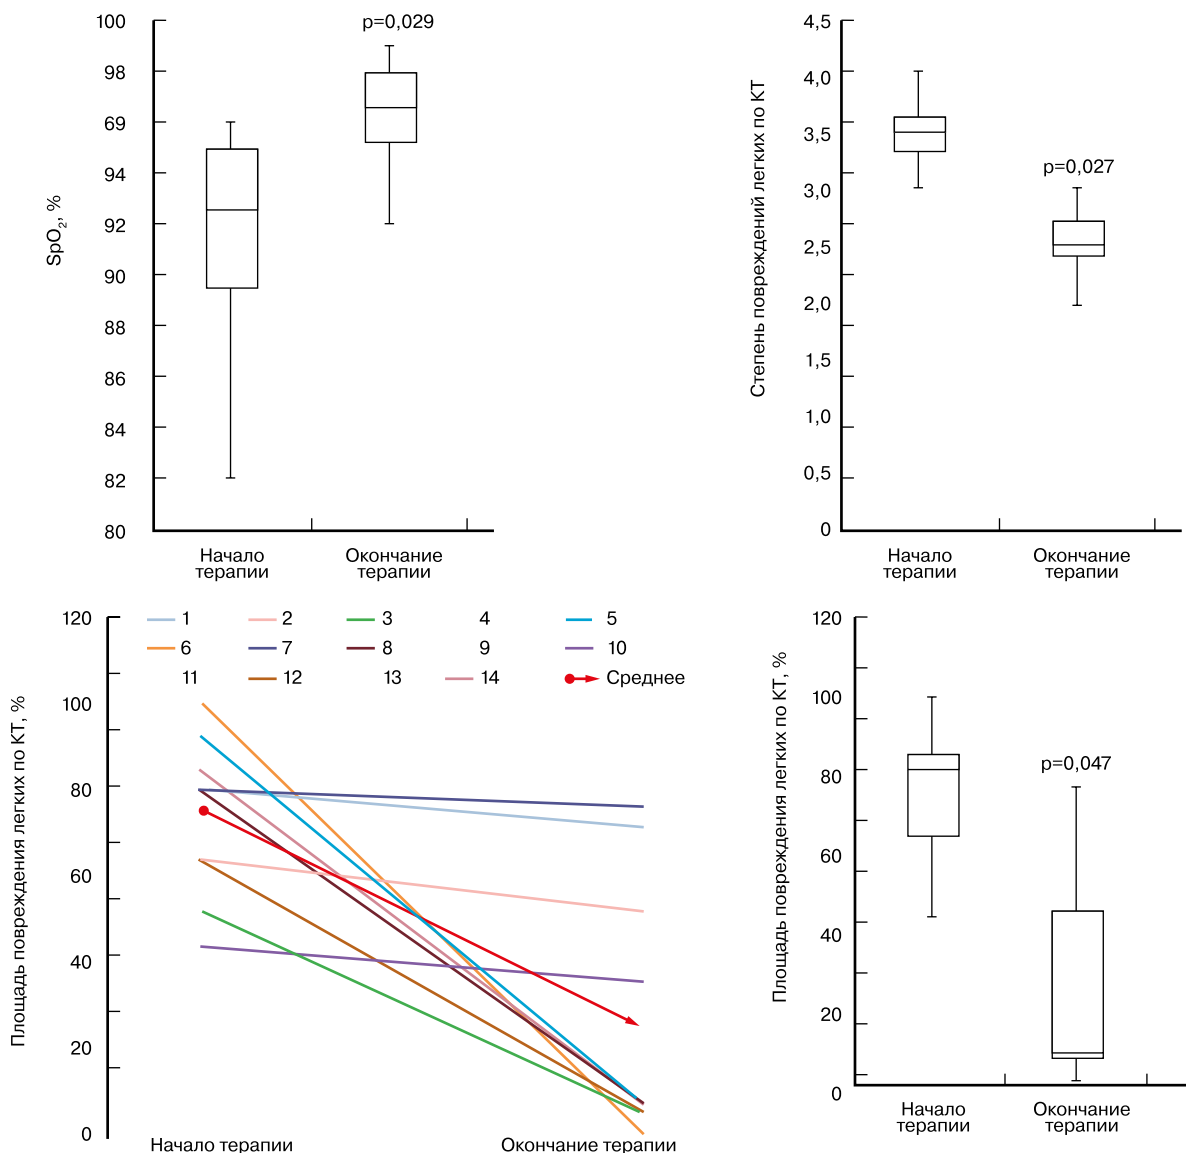 100
98
69
94
92
90
88
86
84
82
80
SpO₂, %
p=0,029
Начало
терапии
Окончание
терапии
4,5
4,0
3,5
3,0
2,5
2,0
1,5
1,0
0,5
0
Степень повреждений легких по КТ
p=0,027
Начало
терапии
Окончание
терапии
120
100
80
60
40
20
0
Площадь повреждения легких по КТ, %
1 2 3 4 5
6 7 8 9 10
11 12 13 14 Среднее
Начало терапии
Окончание терапии
120
100
80
60
40
20
0
Площадь повреждения легких по КТ, %
p=0,047
Начало
терапии
Окончание
терапии